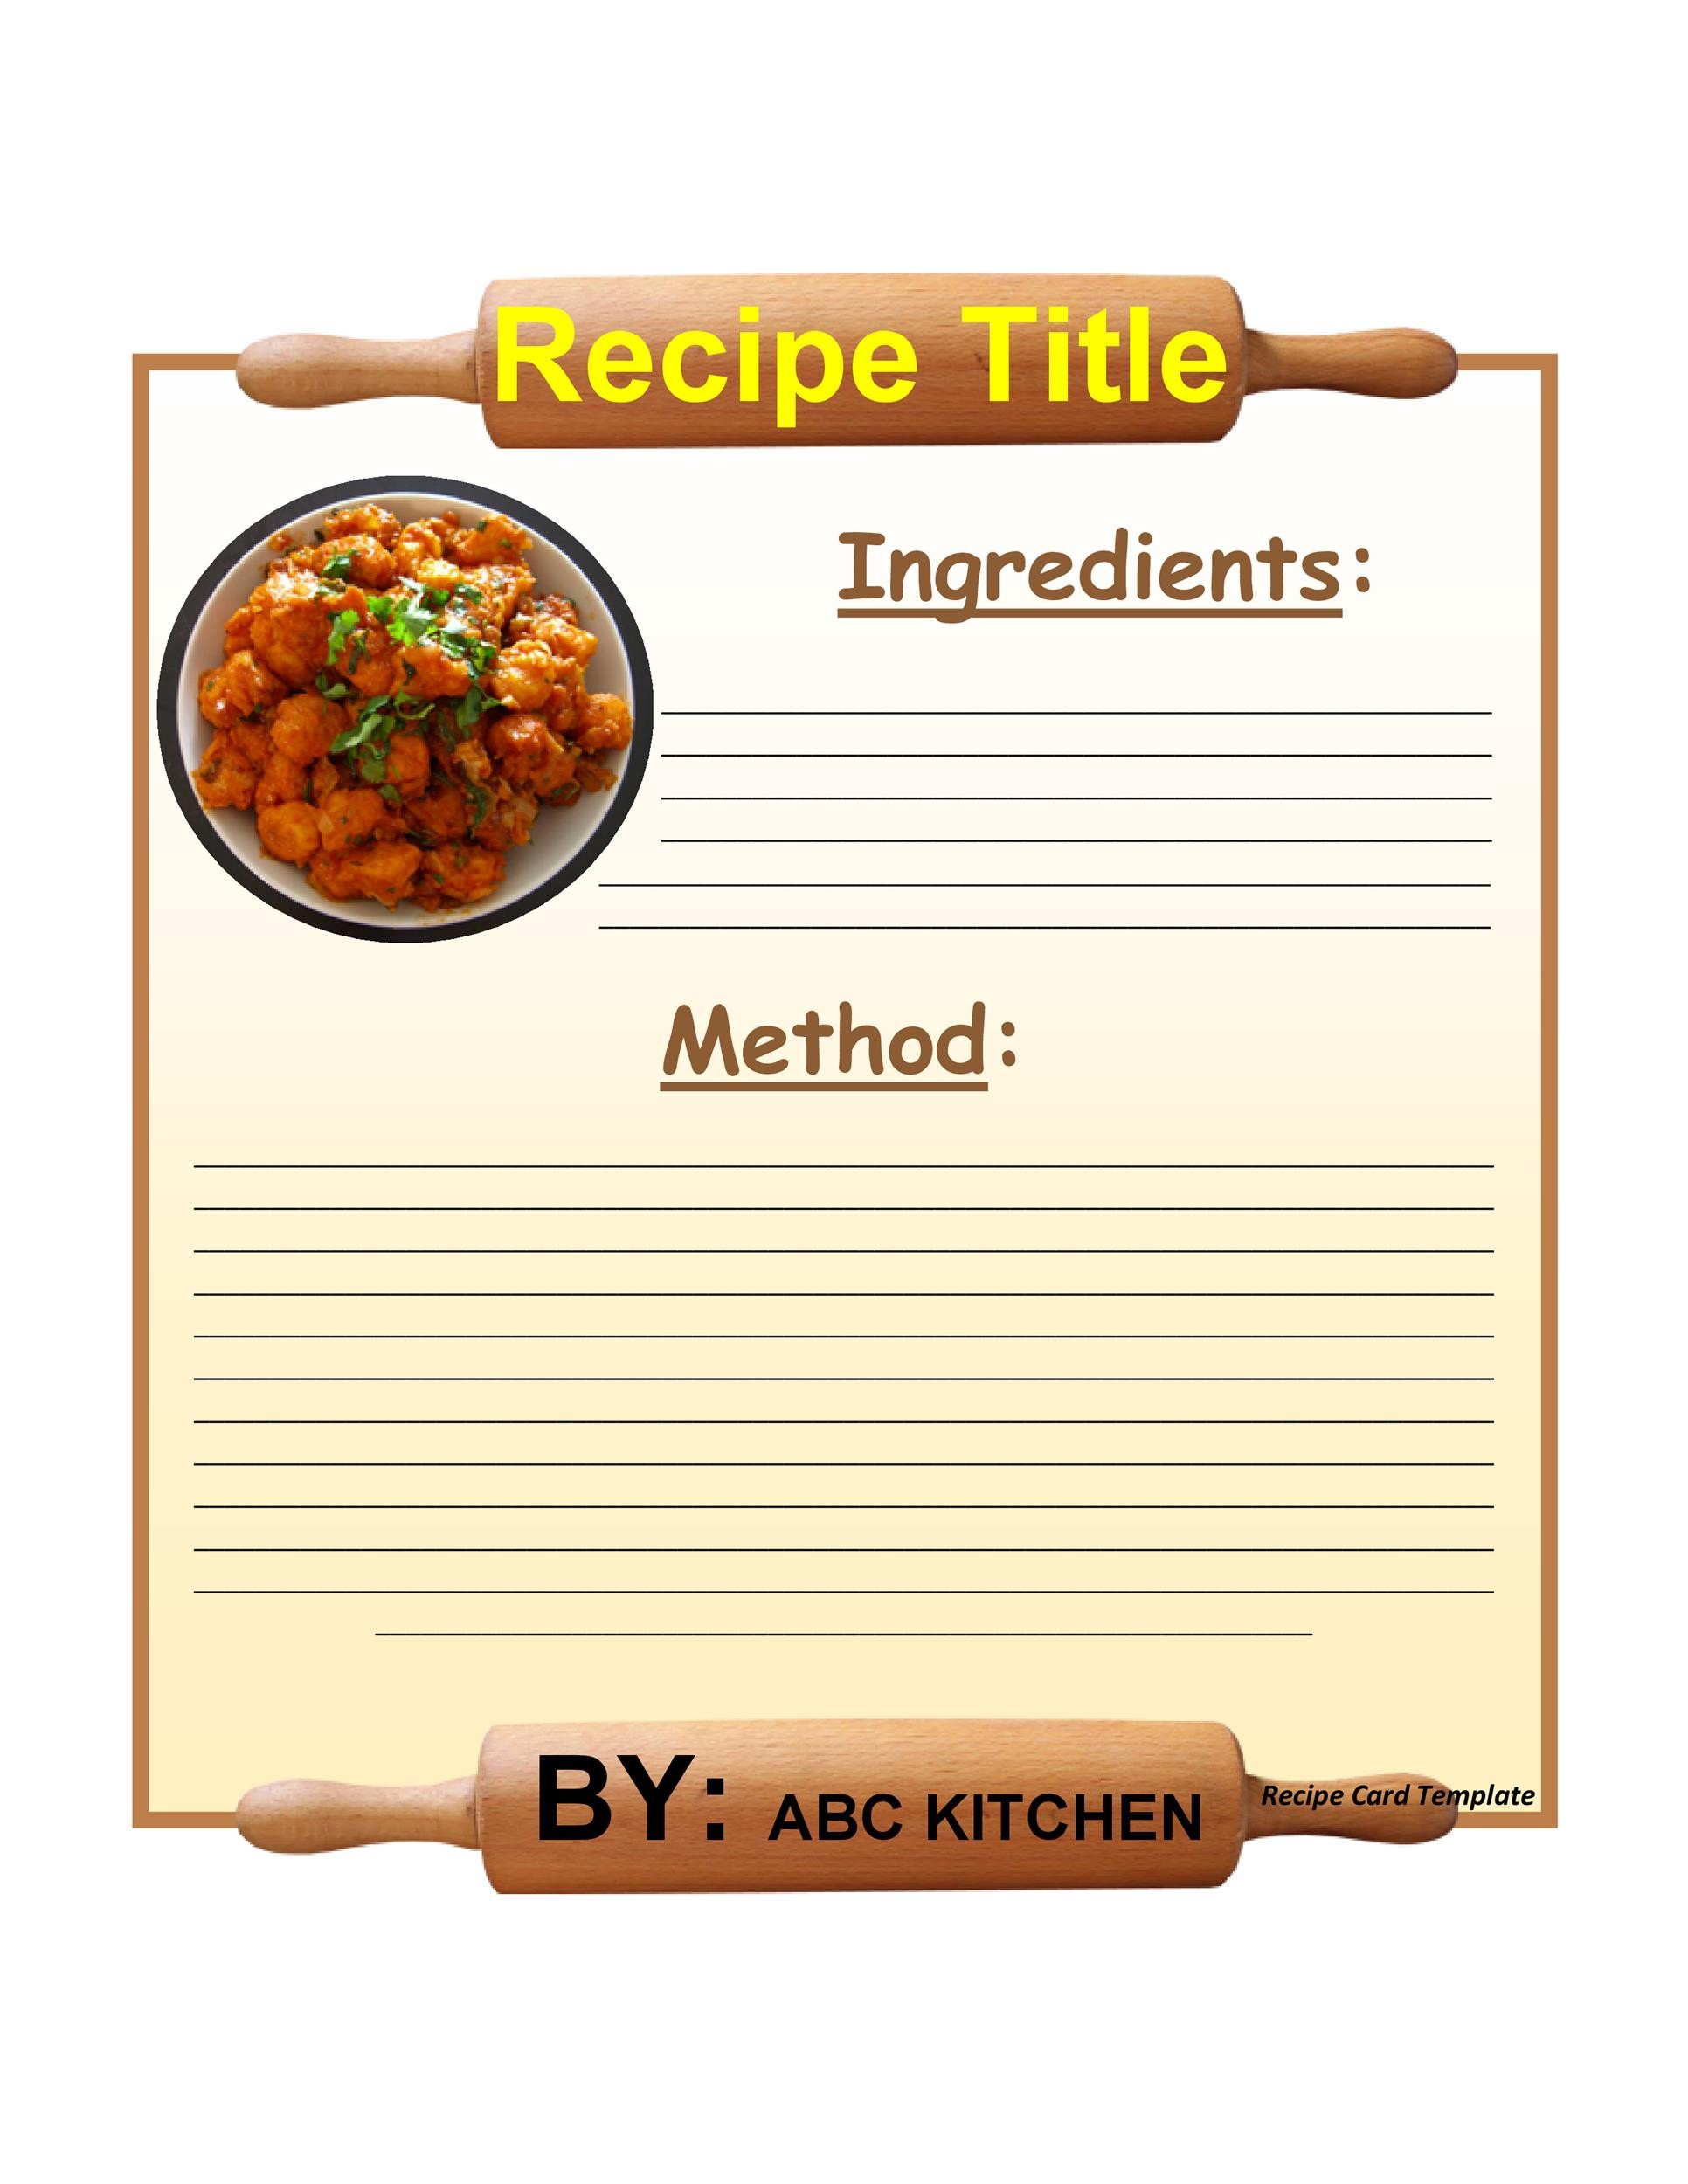 Recipe Title
Ingredients:
Method:
BY: ABC KITCHEN
Recipe Card Template